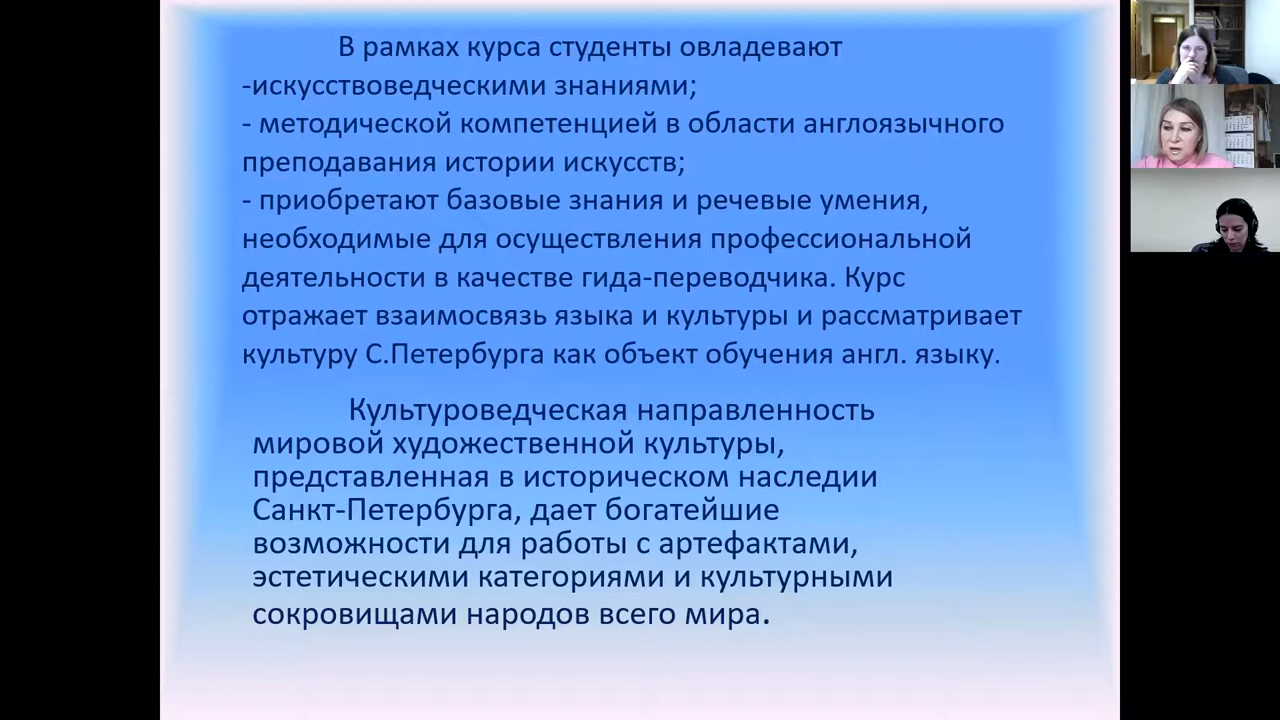 В рамках курса студенты овладевают
-искусствоведческими знаниями;
- методической компетенцией в области англоязычного
преподавания истории искусств;
- приобретают базовые знания и речевые умения,
необходимые для осуществления профессиональной
деятельности в качестве гида-переводчика. Курс
отражает взаимосвязь языка и культуры и рассматривает
культуру С.Петербурга как объект обучения англ. языку.
Культуроведческая направленность
мировой художественной культуры,
представленная в историческом наследии
Санкт-Петербурга, дает богатейшие
возможности для работы с артефактами,
эстетическими категориями и культурными
сокровищами народов всего мира.